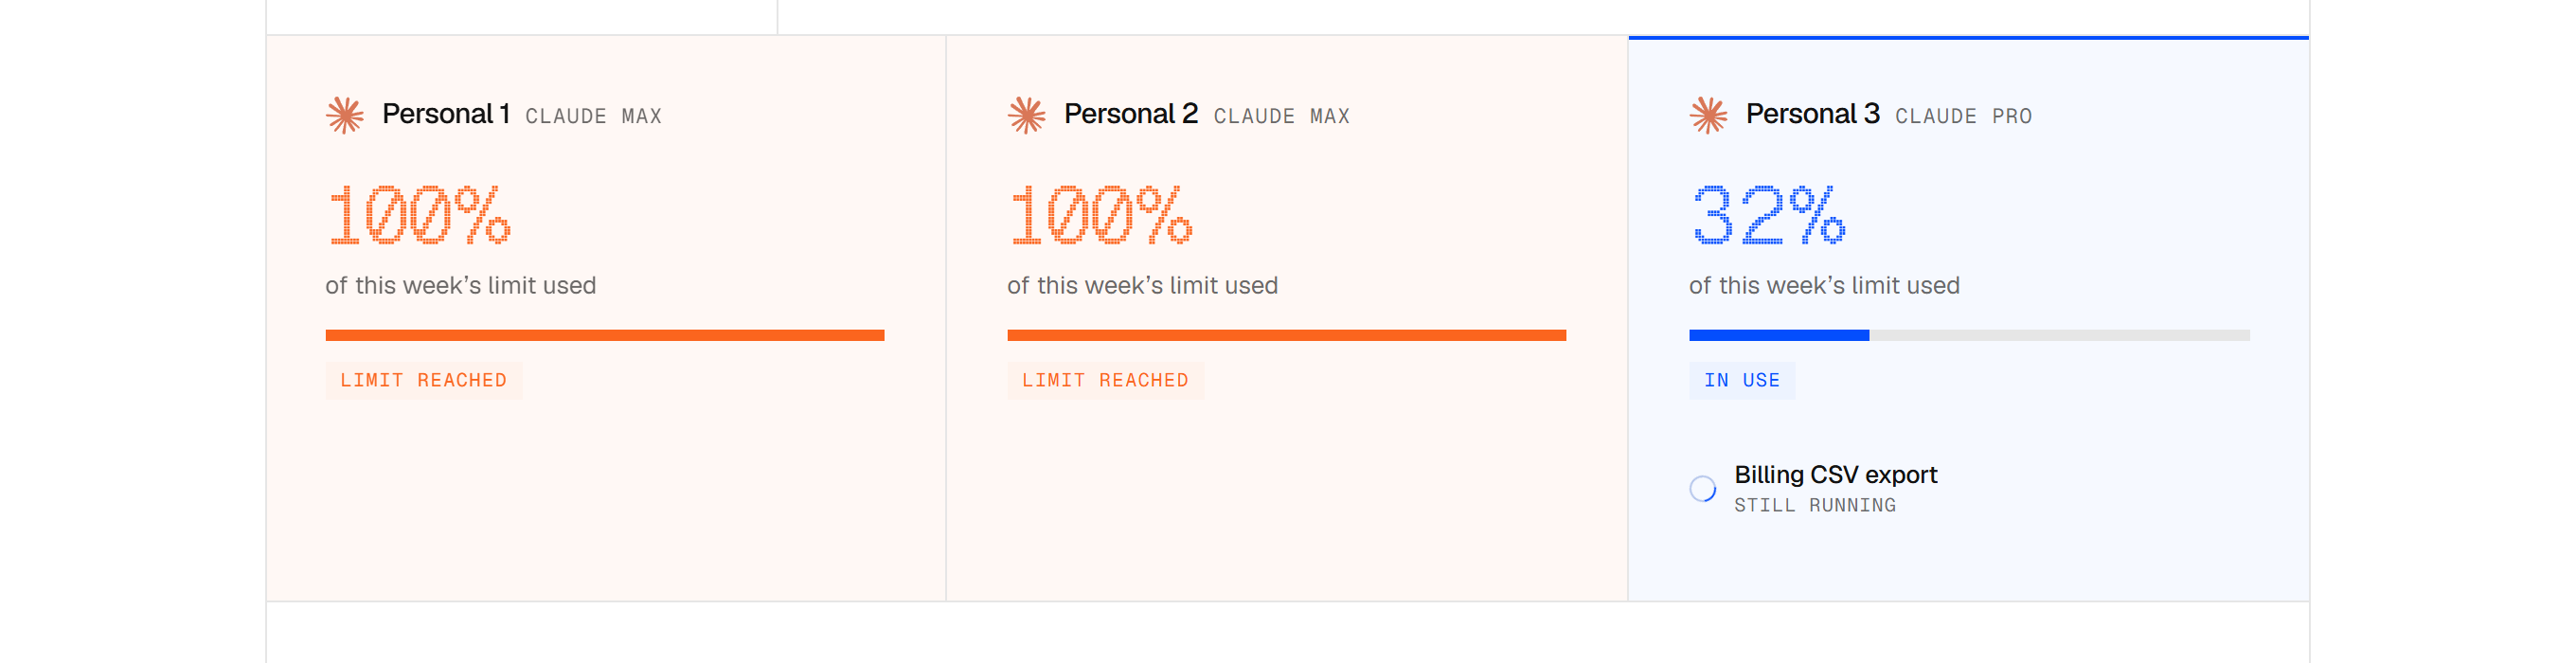 Personal 1 CLAUDE MAX
100%
of this week’s limit used
LIMIT REACHED
Personal 2 CLAUDE MAX
100%
of this week’s limit used
LIMIT REACHED
Personal 3 CLAUDE PRO
32%
of this week’s limit used
IN USE
Billing CSV export
STILL RUNNING